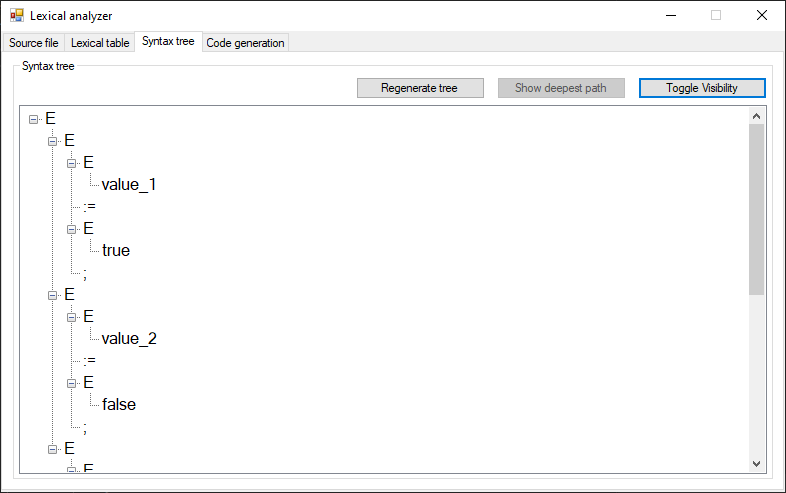 Lexical analyzer
Source file Lexical table Syntax tree Code generation
Syntax tree
Regenerate tree Show deepest path Toggle Visibility
E
E
E
value_1
:=
E
true
;
E
E
value_2
:=
E
false
;
E
E